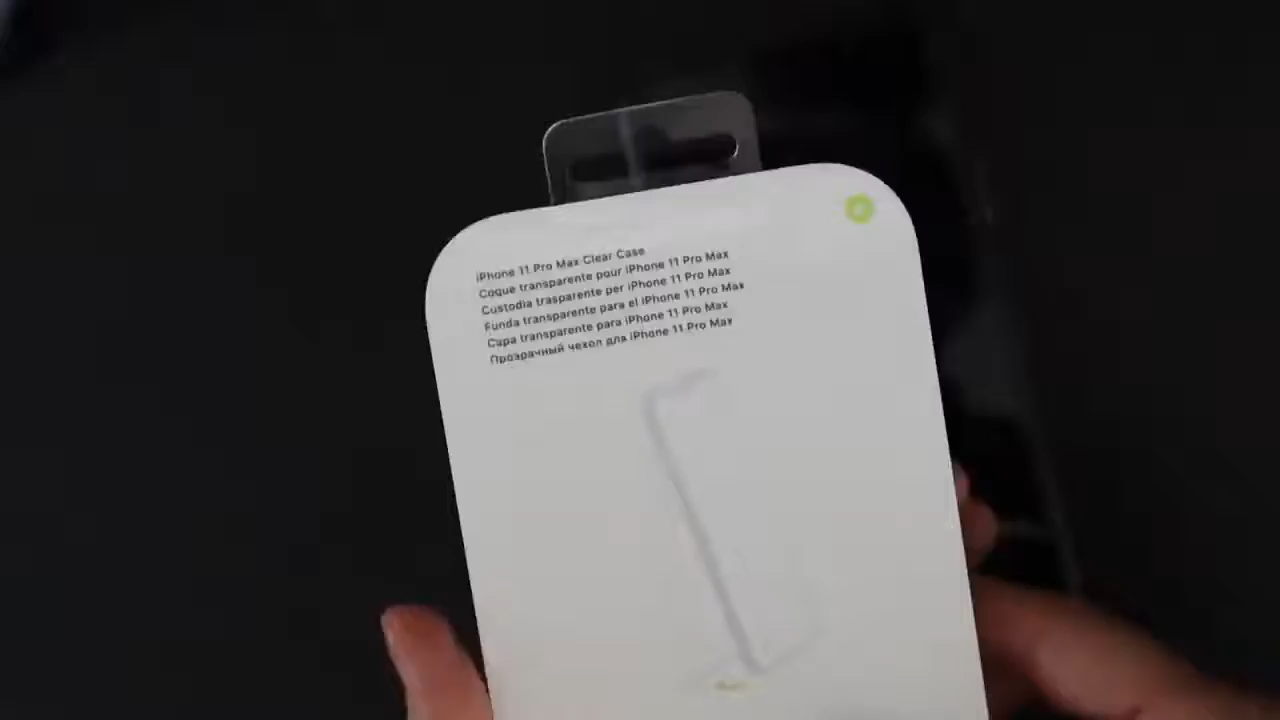 iPhone 11 Pro Max Clear Case
Coque transparente pour iPhone 11 Pro Max
Custodia trasparente per iPhone 11 Pro Max
Funda transparente para el iPhone 11 Pro Max
Capa transparente para iPhone 11 Pro Max
Прозрачный чехол для iPhone 11 Pro Max